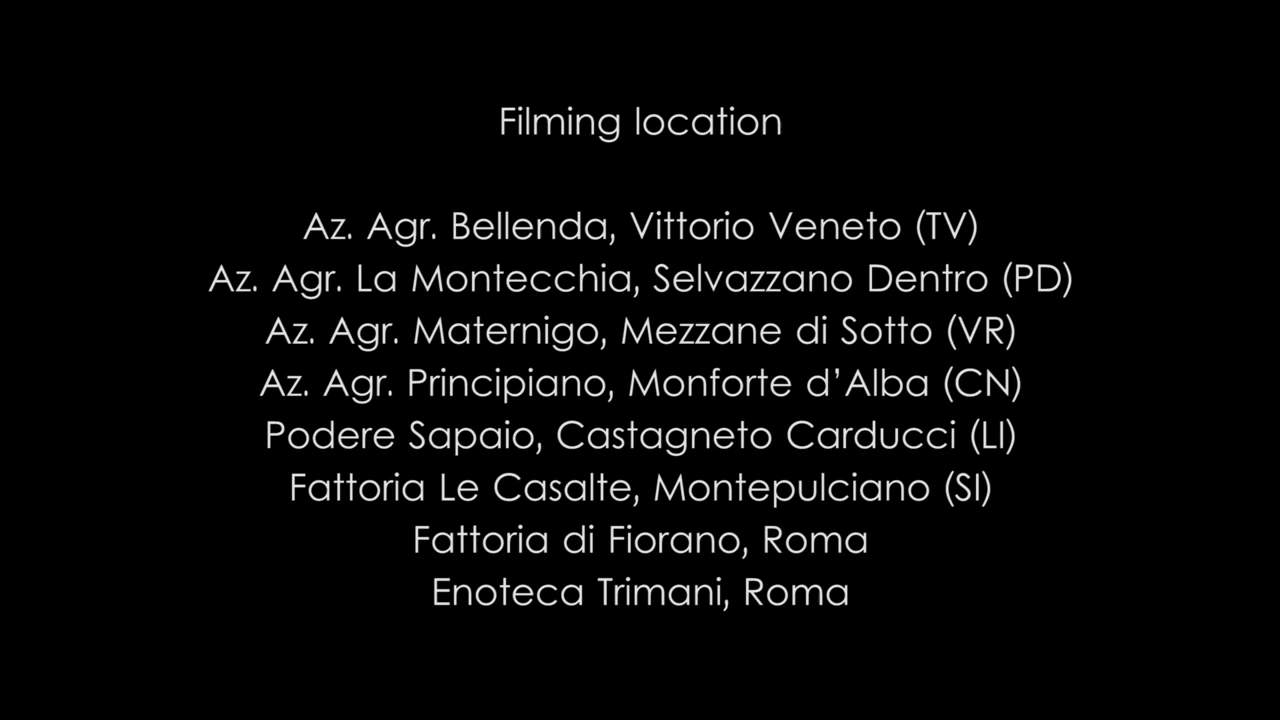 Filming location
Az. Agr. Bellenda, Vittorio Veneto (TV)
Az. Agr. La Montecchia, Selvazzano Dentro (PD)
Az. Agr. Maternigo, Mezzane di Sotto (VR)
Az. Agr. Principiano, Monforte d’Alba (CN)
Podere Sapaio, Castagneto Carducci (LI)
Fattoria Le Casalte, Montepulciano (SI)
Fattoria di Fiorano, Roma
Enoteca Trimani, Roma